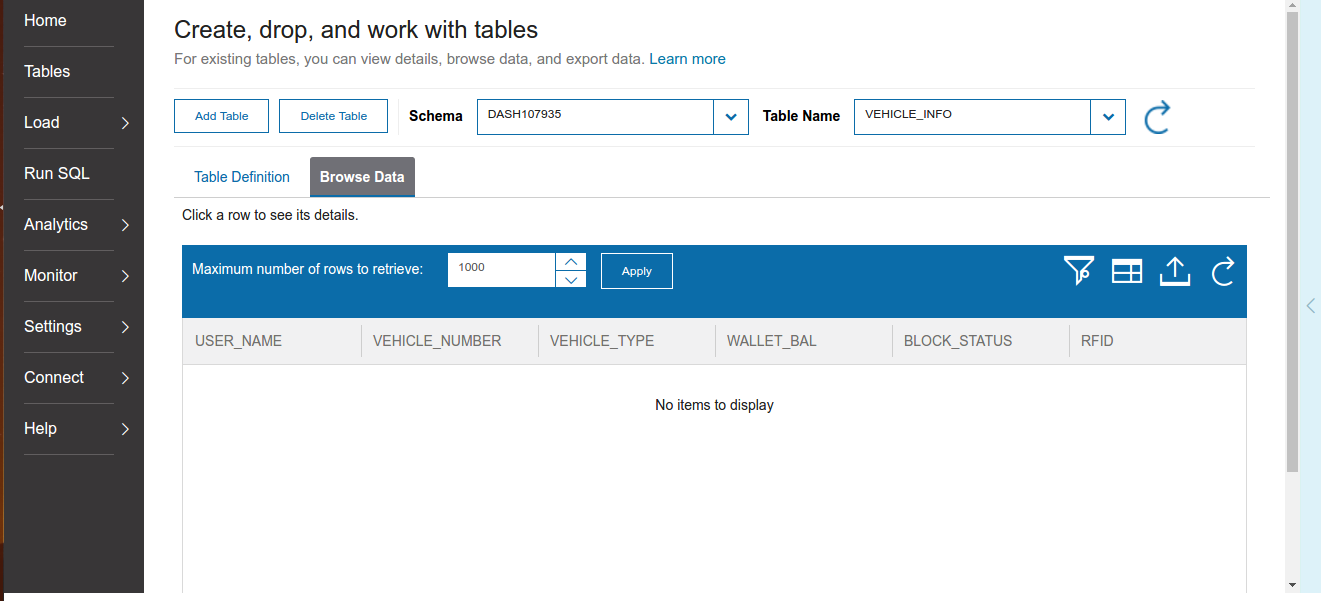 Home
Tables
Load
Run SQL
Analytics
Monitor
Settings
Connect
Help
Create, drop, and work with tables
For existing tables, you can view details, browse data, and export data. Learn more
Add Table Delete Table Schema DASH107935 Table Name VEHICLE_INFO
Table Definition Browse Data
Click a row to see its details.
Maximum number of rows to retrieve: 1000 Apply
USER_NAME VEHICLE_NUMBER VEHICLE_TYPE WALLET_BAL BLOCK_STATUS RFID
No items to display